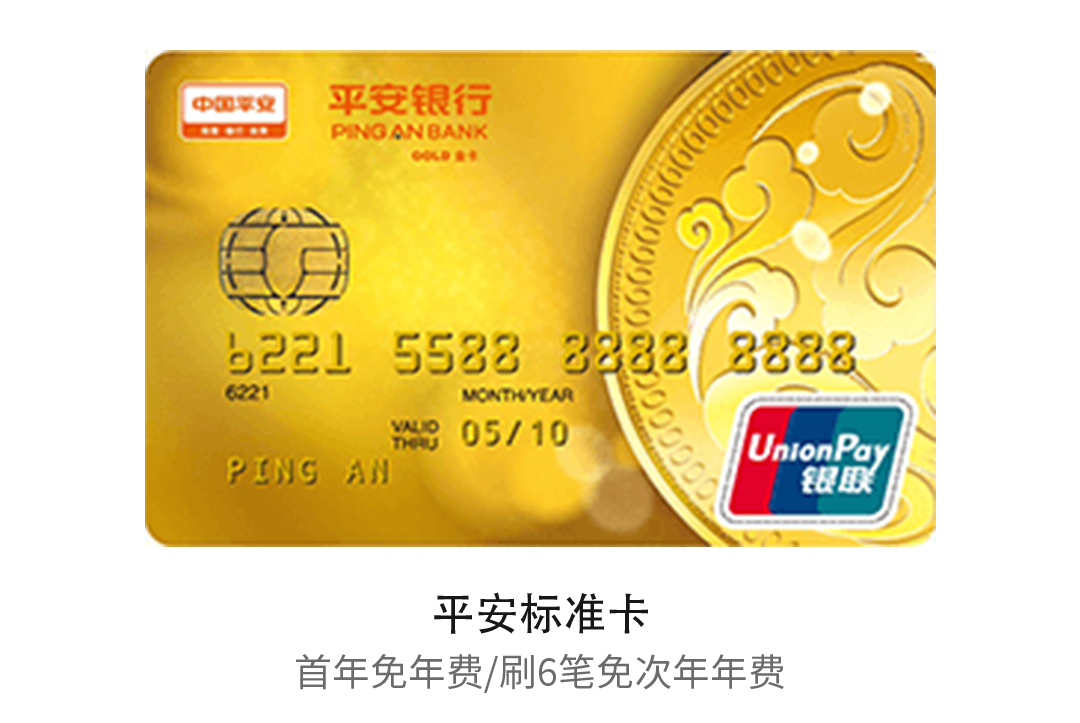 中国平安
平安银行
PING AN BANK
GOLD 金卡
6221 5588 8888 8888
6221
MONTH/YEAR
VALID THRU 05/10
PING AN
UnionPay
银联
平安标准卡
首年免年费/刷6笔免次年年费